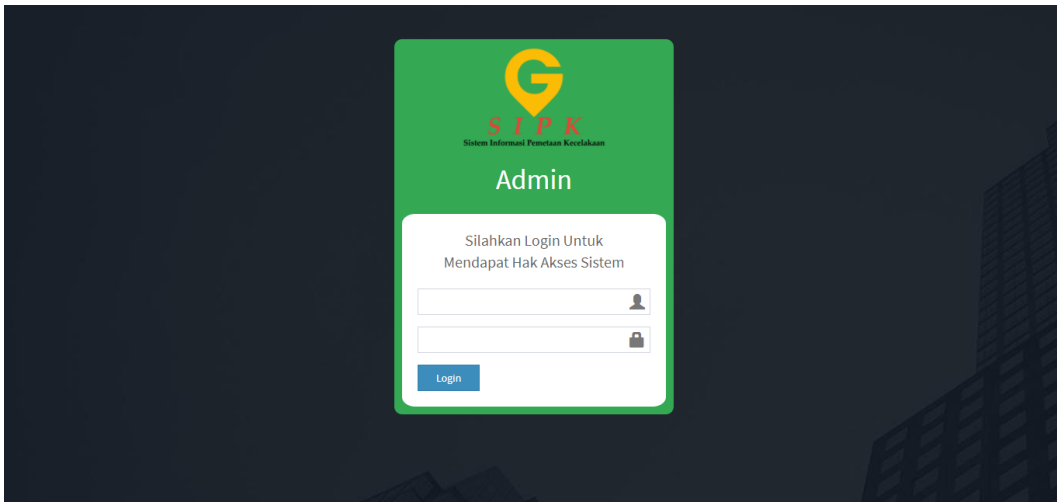 G
S I P K
Sistem Informasi Pemetaan Kecelakaan
Admin
Silahkan Login Untuk
Mendapat Hak Akses Sistem
Login